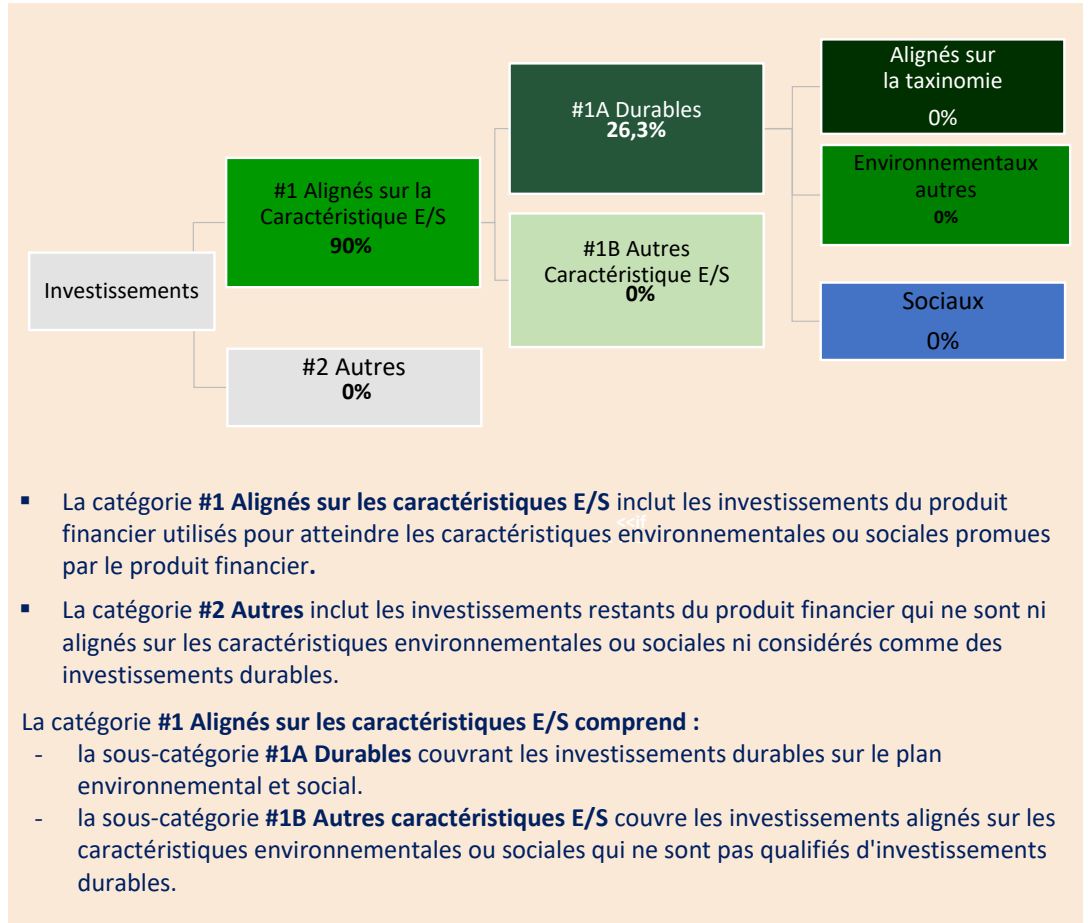 Alignés sur
la taxinomie
0%
#1A Durables
26,3%
Environnementaux
autres
0%
#1 Alignés sur la
Caractéristique E/S
90%
#1B Autres
Caractéristique E/S
0%
Investissements
Sociaux
0%
#2 Autres
0%
▪ La catégorie #1 Alignés sur les caractéristiques E/S inclut les investissements du produit
<<if
financier utilisés pour atteindre les caractéristiques environnementales ou sociales promues
par le produit financier.
▪ La catégorie #2 Autres inclut les investissements restants du produit financier qui ne sont ni
alignés sur les caractéristiques environnementales ou sociales ni considérés comme des
investissements durables.
La catégorie #1 Alignés sur les caractéristiques E/S comprend :
- la sous-catégorie #1A Durables couvrant les investissements durables sur le plan
environnemental et social.
- la sous-catégorie #1B Autres caractéristiques E/S couvre les investissements alignés sur les
caractéristiques environnementales ou sociales qui ne sont pas qualifiés d'investissements
durables.